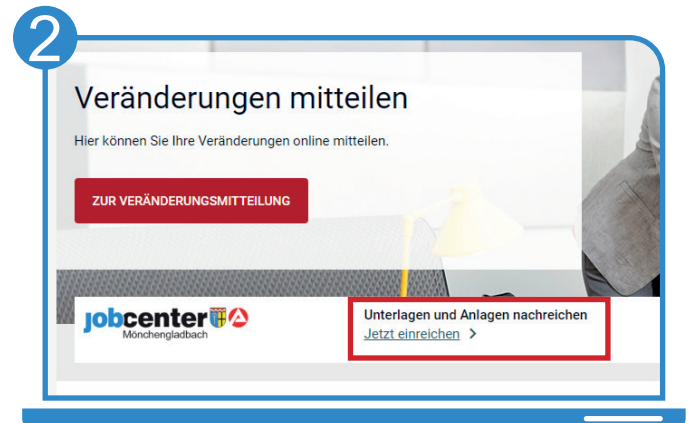 2
Veränderungen mitteilen
Hier können Sie Ihre Veränderungen online mitteilen.
ZUR VERÄNDERUNGSMITTEILUNG
jobcenter
Mönchengladbach
Unterlagen und Anlagen nachreichen
Jetzt einreichen >